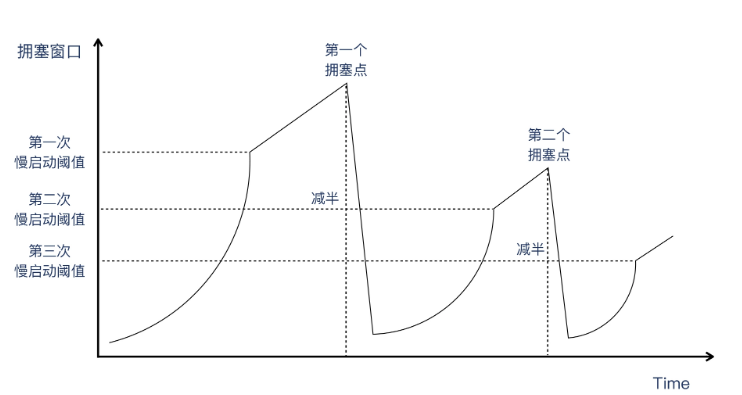 拥塞窗口
第一个
拥塞点
第二个
拥塞点
第一次
慢启动阈值
第二次
慢启动阈值
减半
第三次
慢启动阈值
减半
Time